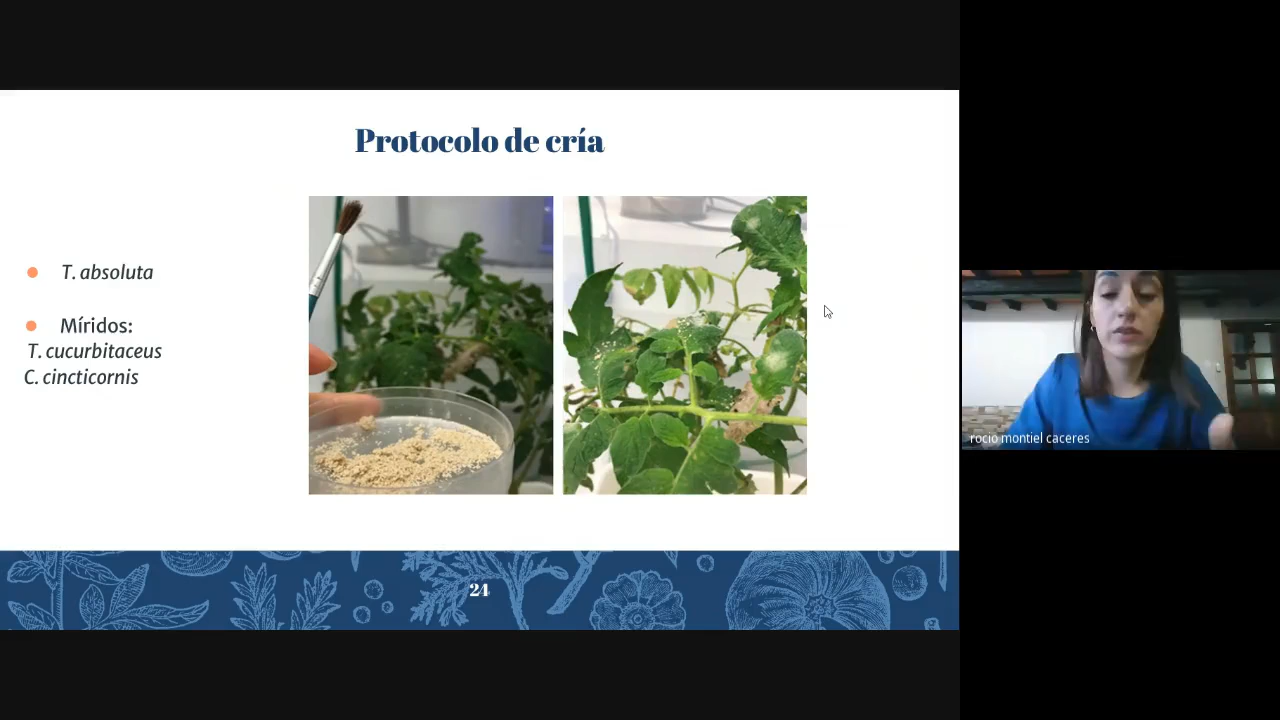 Protocolo de cría
T. absoluta
Míridos:
T. cucurbitaceus
C. cincticornis
24
rocio montiel caceres